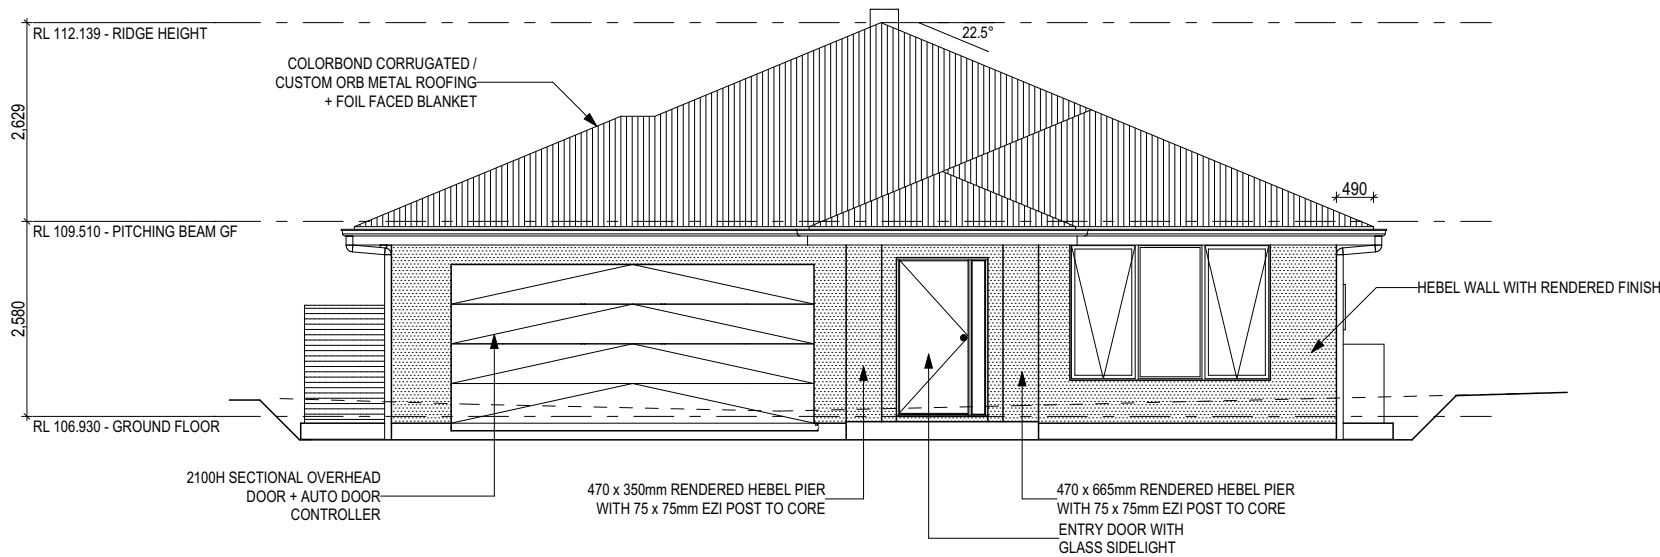 RL 112.139 - RIDGE HEIGHT
22.5°
COLORBOND CORRUGATED /
CUSTOM ORB METAL ROOFING
+ FOIL FACED BLANKET
2,629
490
RL 109.510 - PITCHING BEAM GF
2,580
HEBEL WALL WITH RENDERED FINISH
RL 106.930 - GROUND FLOOR
2100H SECTIONAL OVERHEAD
DOOR + AUTO DOOR
CONTROLLER
470 x 350mm RENDERED HEBEL PIER
WITH 75 x 75mm EZI POST TO CORE
470 x 665mm RENDERED HEBEL PIER
WITH 75 x 75mm EZI POST TO CORE
ENTRY DOOR WITH
GLASS SIDELIGHT